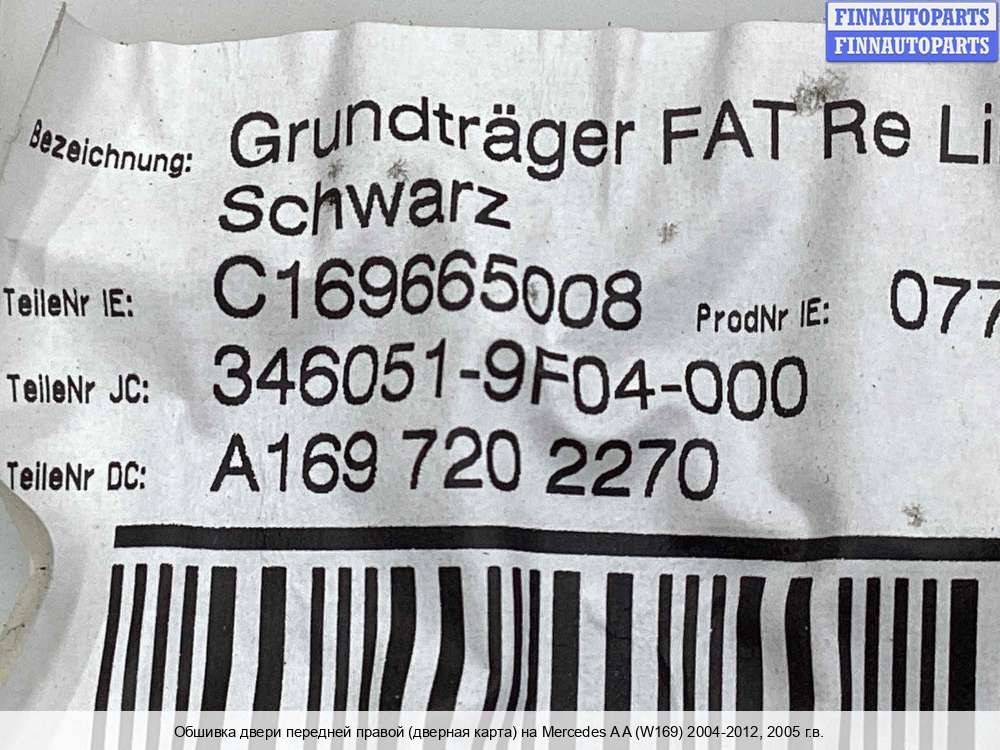 FINNAUTOPARTS
FINNAUTOPARTS
Bezeichnung: Grundträger FAT Re Li
Schwarz
TeileNr IE: C169665008 ProdNr IE: 077
TeileNr JC: 346051-9F04-000
TeileNr DC: A169 720 2270
Обшивка двери передней правой (дверная карта) на Mercedes A A (W169) 2004-2012, 2005 г.в.